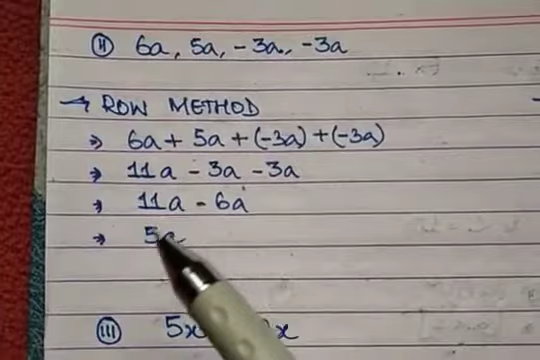 (ii) 6a, 5a, -3a, -3a
→ ROW METHOD
⇒ 6a + 5a + (-3a) + (-3a)
⇒ 11a - 3a - 3a
⇒ 11a - 6a
⇒ 5a
(iii) 5x